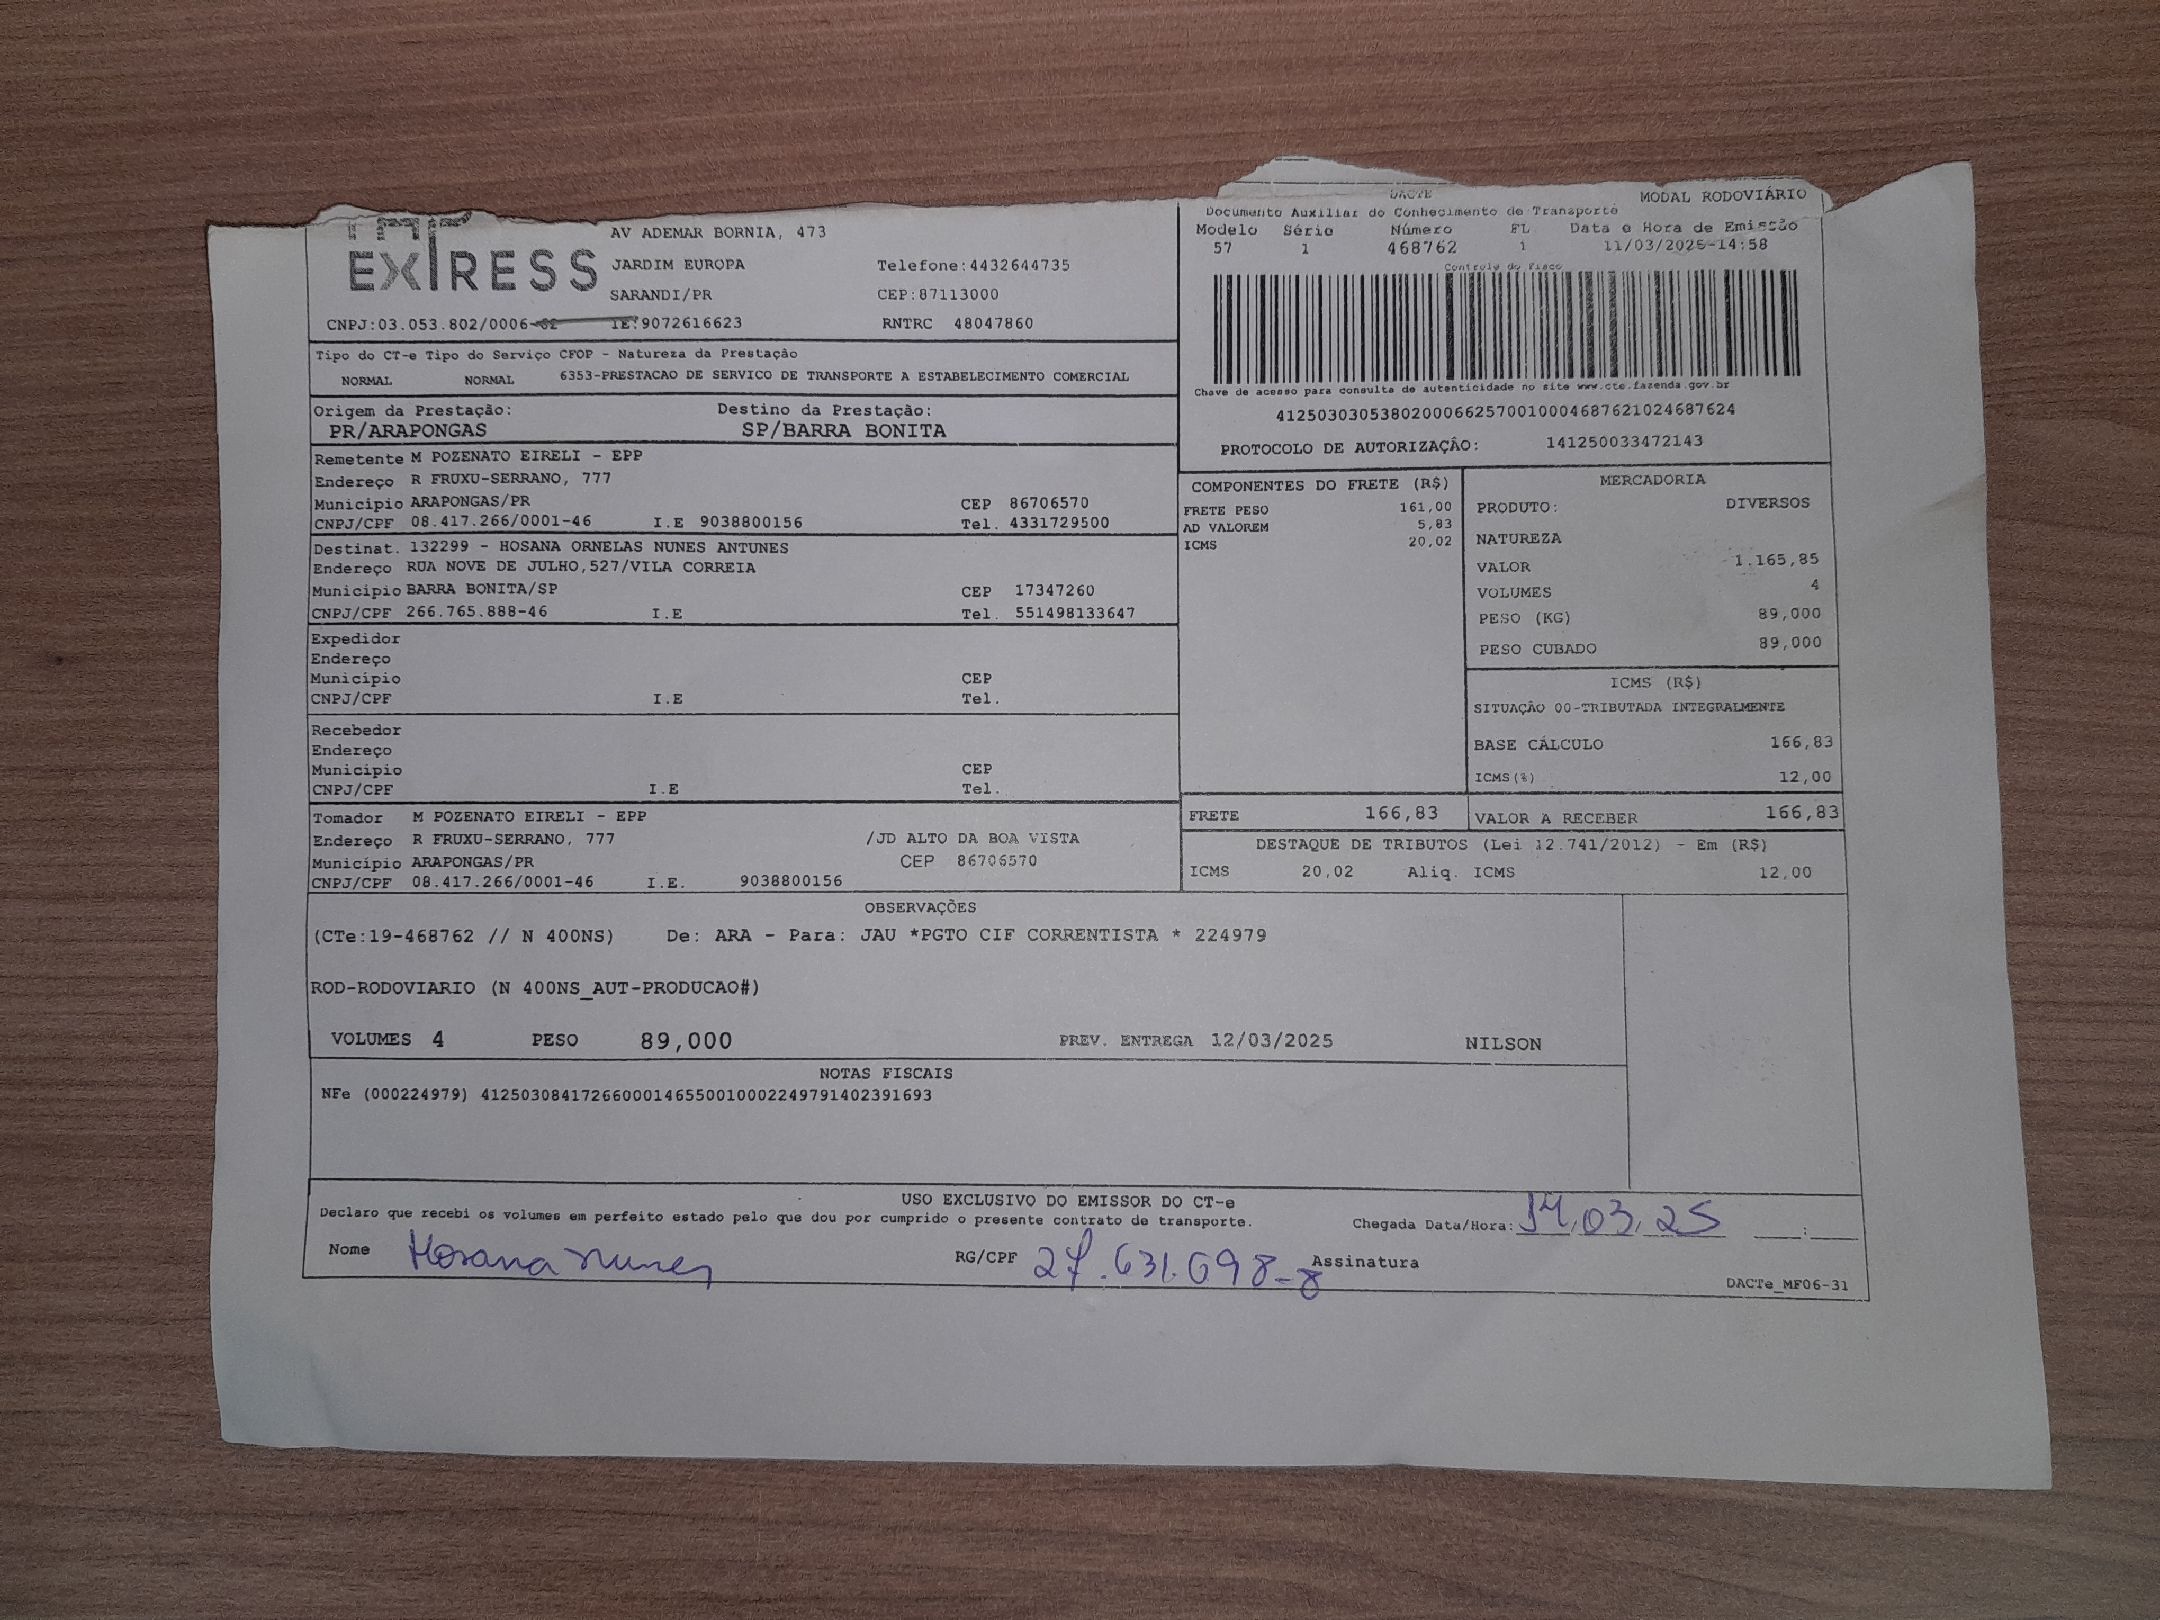 EXPRESS
AV ADEMAR BORNIA, 473
JARDIM EUROPA Telefone:4432644735
SARANDI/PR CEP:87113000
CNPJ:03.053.802/0006- IE:9072616623 RNTRC 48047860
DACTE MODAL RODOVIÁRIO
Documento Auxiliar do Conhecimento de Transporte
Modelo Série Número FL Data e Hora de Emissão
57 1 468762 1 11/03/2025-14:58
Controle do Fisco
Chave de acesso para consulta de autenticidade no site www.cte.fazenda.gov.br
41250303053802000662570010004687621024687624
PROTOCOLO DE AUTORIZAÇÃO: 141250033472143
Tipo do CT-e Tipo do Serviço CFOP - Natureza da Prestação
NORMAL NORMAL 6353-PRESTACAO DE SERVICO DE TRANSPORTE A ESTABELECIMENTO COMERCIAL
Origem da Prestação: Destino da Prestação:
PR/ARAPONGAS SP/BARRA BONITA
Remetente M POZENATO EIRELI - EPP
Endereço R FRUXU-SERRANO, 777
Município ARAPONGAS/PR CEP 86706570
CNPJ/CPF 08.417.266/0001-46 I.E 9038800156 Tel. 4331729500
Destinat. 132299 - HOSANA ORNELAS NUNES ANTUNES
Endereço RUA NOVE DE JULHO,527/VILA CORREIA
Município BARRA BONITA/SP CEP 17347260
CNPJ/CPF 266.765.888-46 I.E Tel. 551498133647
Expedidor
Endereço
Município CEP
CNPJ/CPF I.E Tel.
Recebedor
Endereço
Município CEP
CNPJ/CPF I.E Tel.
Tomador M POZENATO EIRELI - EPP
Endereço R FRUXU-SERRANO, 777 /JD ALTO DA BOA VISTA
Município ARAPONGAS/PR CEP 86706570
CNPJ/CPF 08.417.266/0001-46 I.E. 9038800156
COMPONENTES DO FRETE (R$)
FRETE PESO 161,00
AD VALOREM 5,83
ICMS 20,02
MERCADORIA
PRODUTO: DIVERSOS
NATUREZA
VALOR 1.165,85
VOLUMES 4
PESO (KG) 89,000
PESO CUBADO 89,000
ICMS (R$)
SITUAÇÃO 00-TRIBUTADA INTEGRALMENTE
BASE CÁLCULO 166,83
ICMS(%) 12,00
FRETE 166,83 VALOR A RECEBER 166,83
DESTAQUE DE TRIBUTOS (Lei 12.741/2012) - Em (R$)
ICMS 20,02 Aliq. ICMS 12,00
OBSERVAÇÕES
(CTe:19-468762 // N 400NS) De: ARA - Para: JAU *PGTO CIF CORRENTISTA * 224979
ROD-RODOVIARIO (N 400NS_AUT-PRODUCAO#)
VOLUMES 4 PESO 89,000 PREV. ENTREGA 12/03/2025 NILSON
NOTAS FISCAIS
NFe (000224979) 41250308417266000146550010002249791402391693
USO EXCLUSIVO DO EMISSOR DO CT-e
Declaro que recebi os volumes em perfeito estado pelo que dou por cumprido o presente contrato de transporte. Chegada Data/Hora: 14.03.25 __:__
Nome Hosana Nunes RG/CPF 27.631.698-8 Assinatura
DACTe_MF06-31